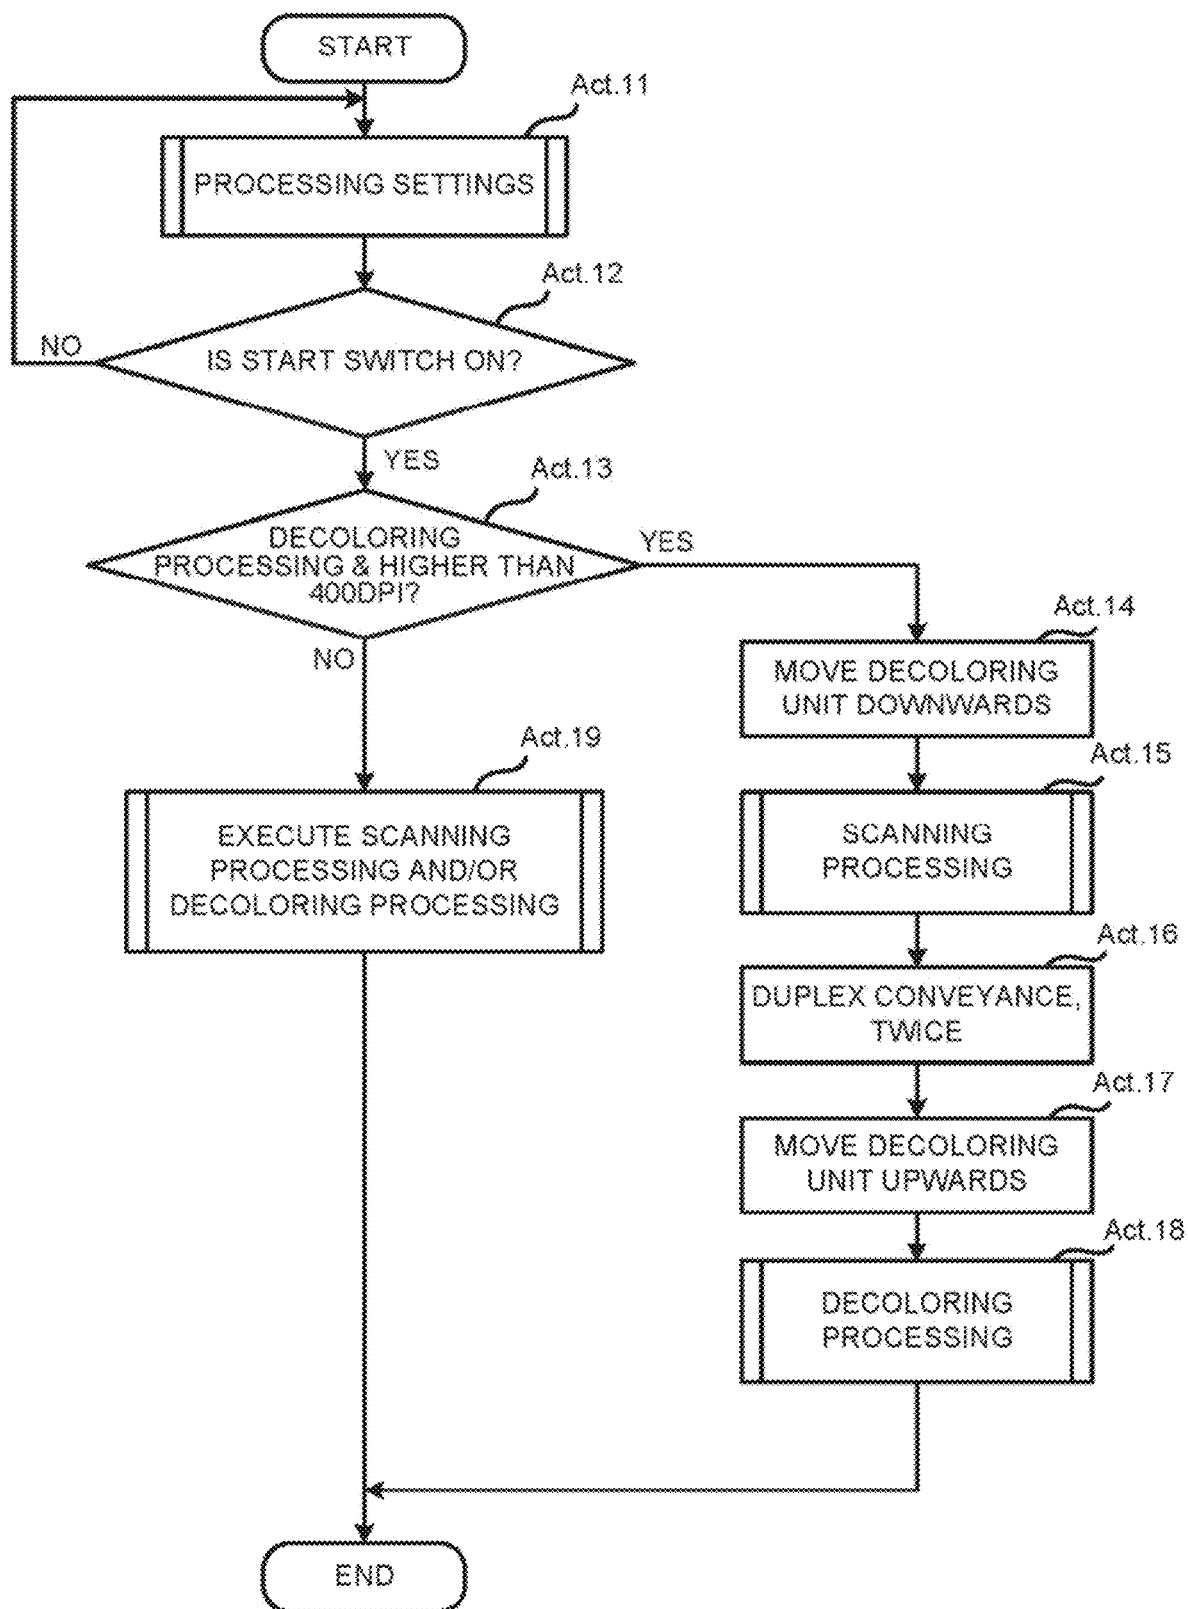 START
Act.11
PROCESSING SETTINGS
Act.12
IS START SWITCH ON?
NO
YES
Act.13
DECOLORING
PROCESSING & HIGHER THAN
400DPI?
YES
NO
Act.14
MOVE DECOLORING
UNIT DOWNWARDS
Act.15
SCANNING
PROCESSING
Act.16
DUPLEX CONVEYANCE,
TWICE
Act.17
MOVE DECOLORING
UNIT UPWARDS
Act.18
DECOLORING
PROCESSING
Act.19
EXECUTE SCANNING
PROCESSING AND/OR
DECOLORING PROCESSING
END